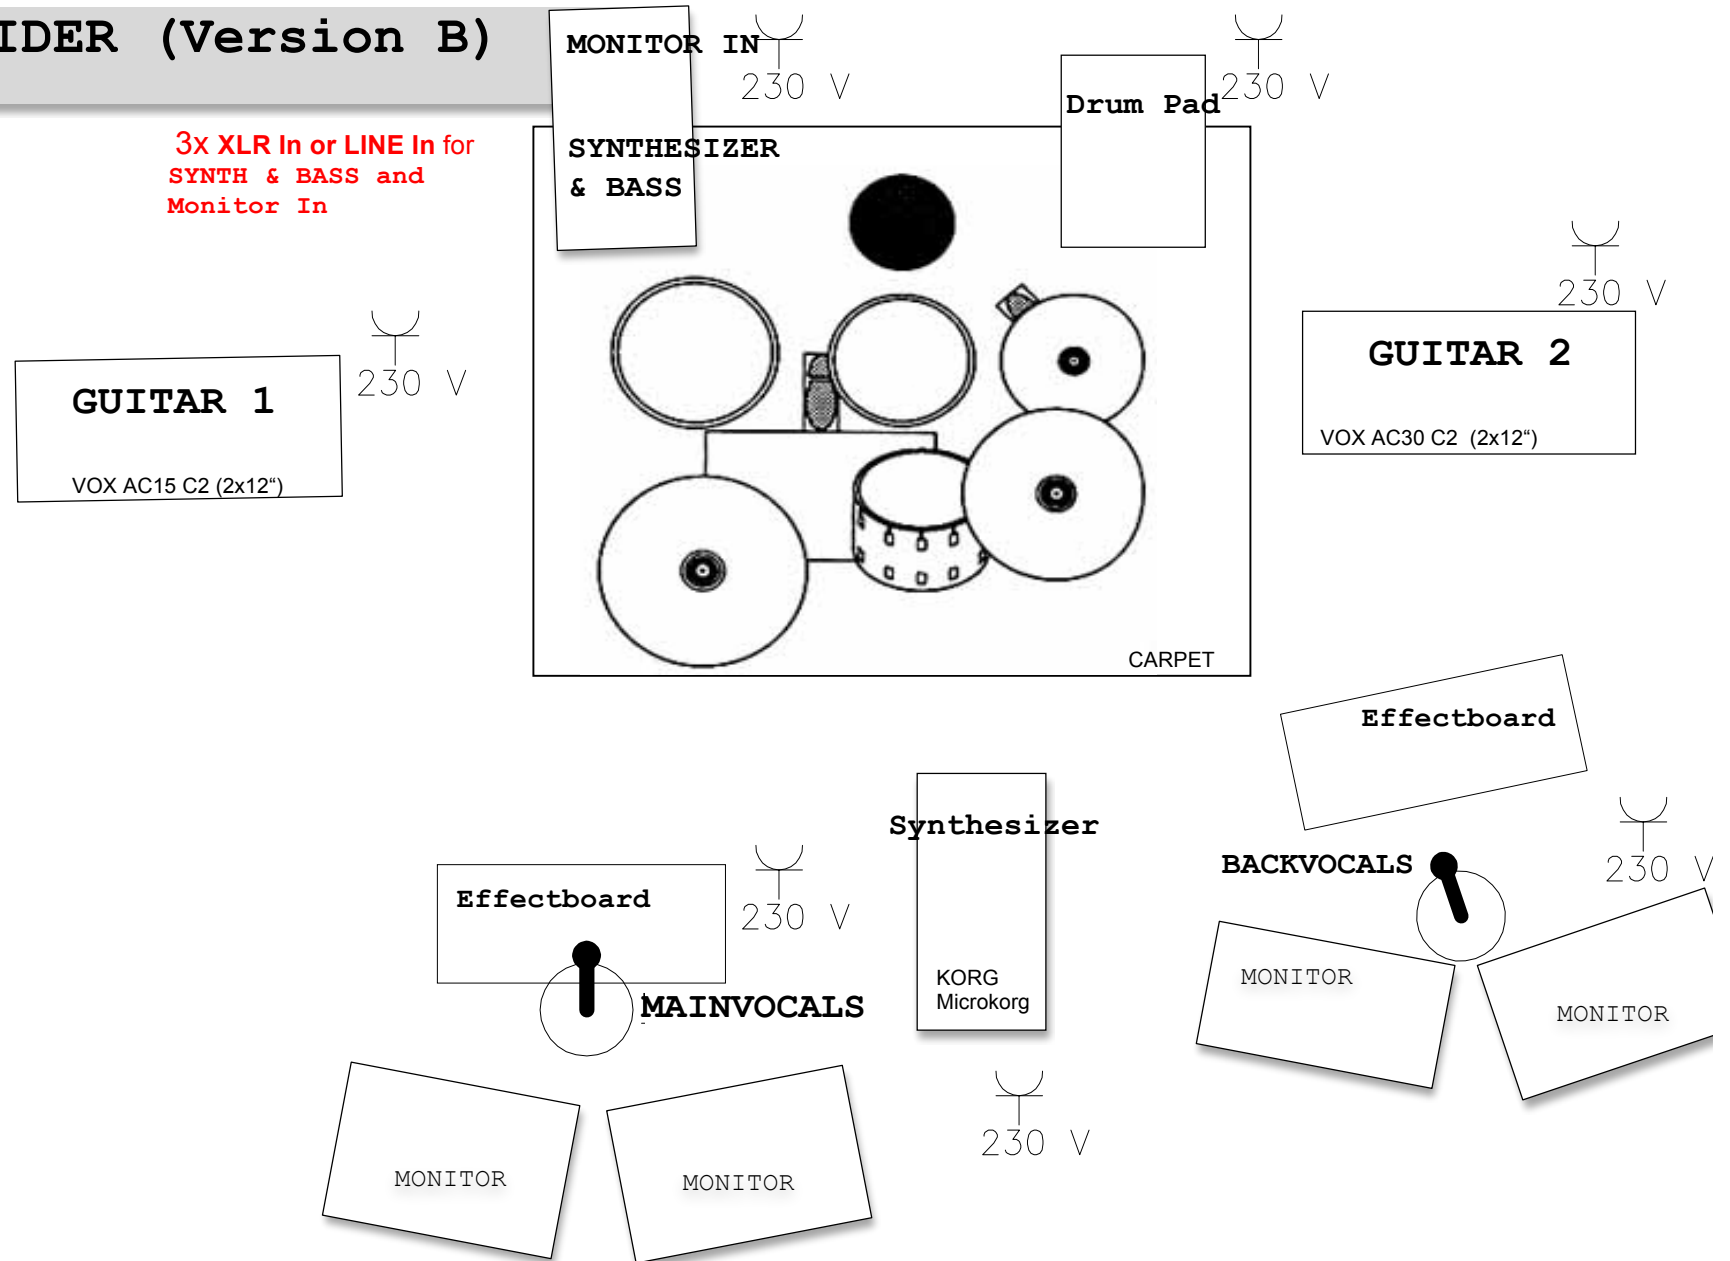 IDER (Version B)
MONITOR IN
230 V
230 V
Drum Pad
3x XLR In or LINE In for
SYNTH & BASS and
Monitor In
SYNTHESIZER
& BASS
230 V
230 V
GUITAR 1
VOX AC15 C2 (2x12“)
GUITAR 2
VOX AC30 C2 (2x12“)
CARPET
Effectboard
Synthesizer
KORG
Microkorg
BACKVOCALS
230 V
Effectboard
230 V
MAINVOCALS
MONITOR
MONITOR
230 V
MONITOR
MONITOR